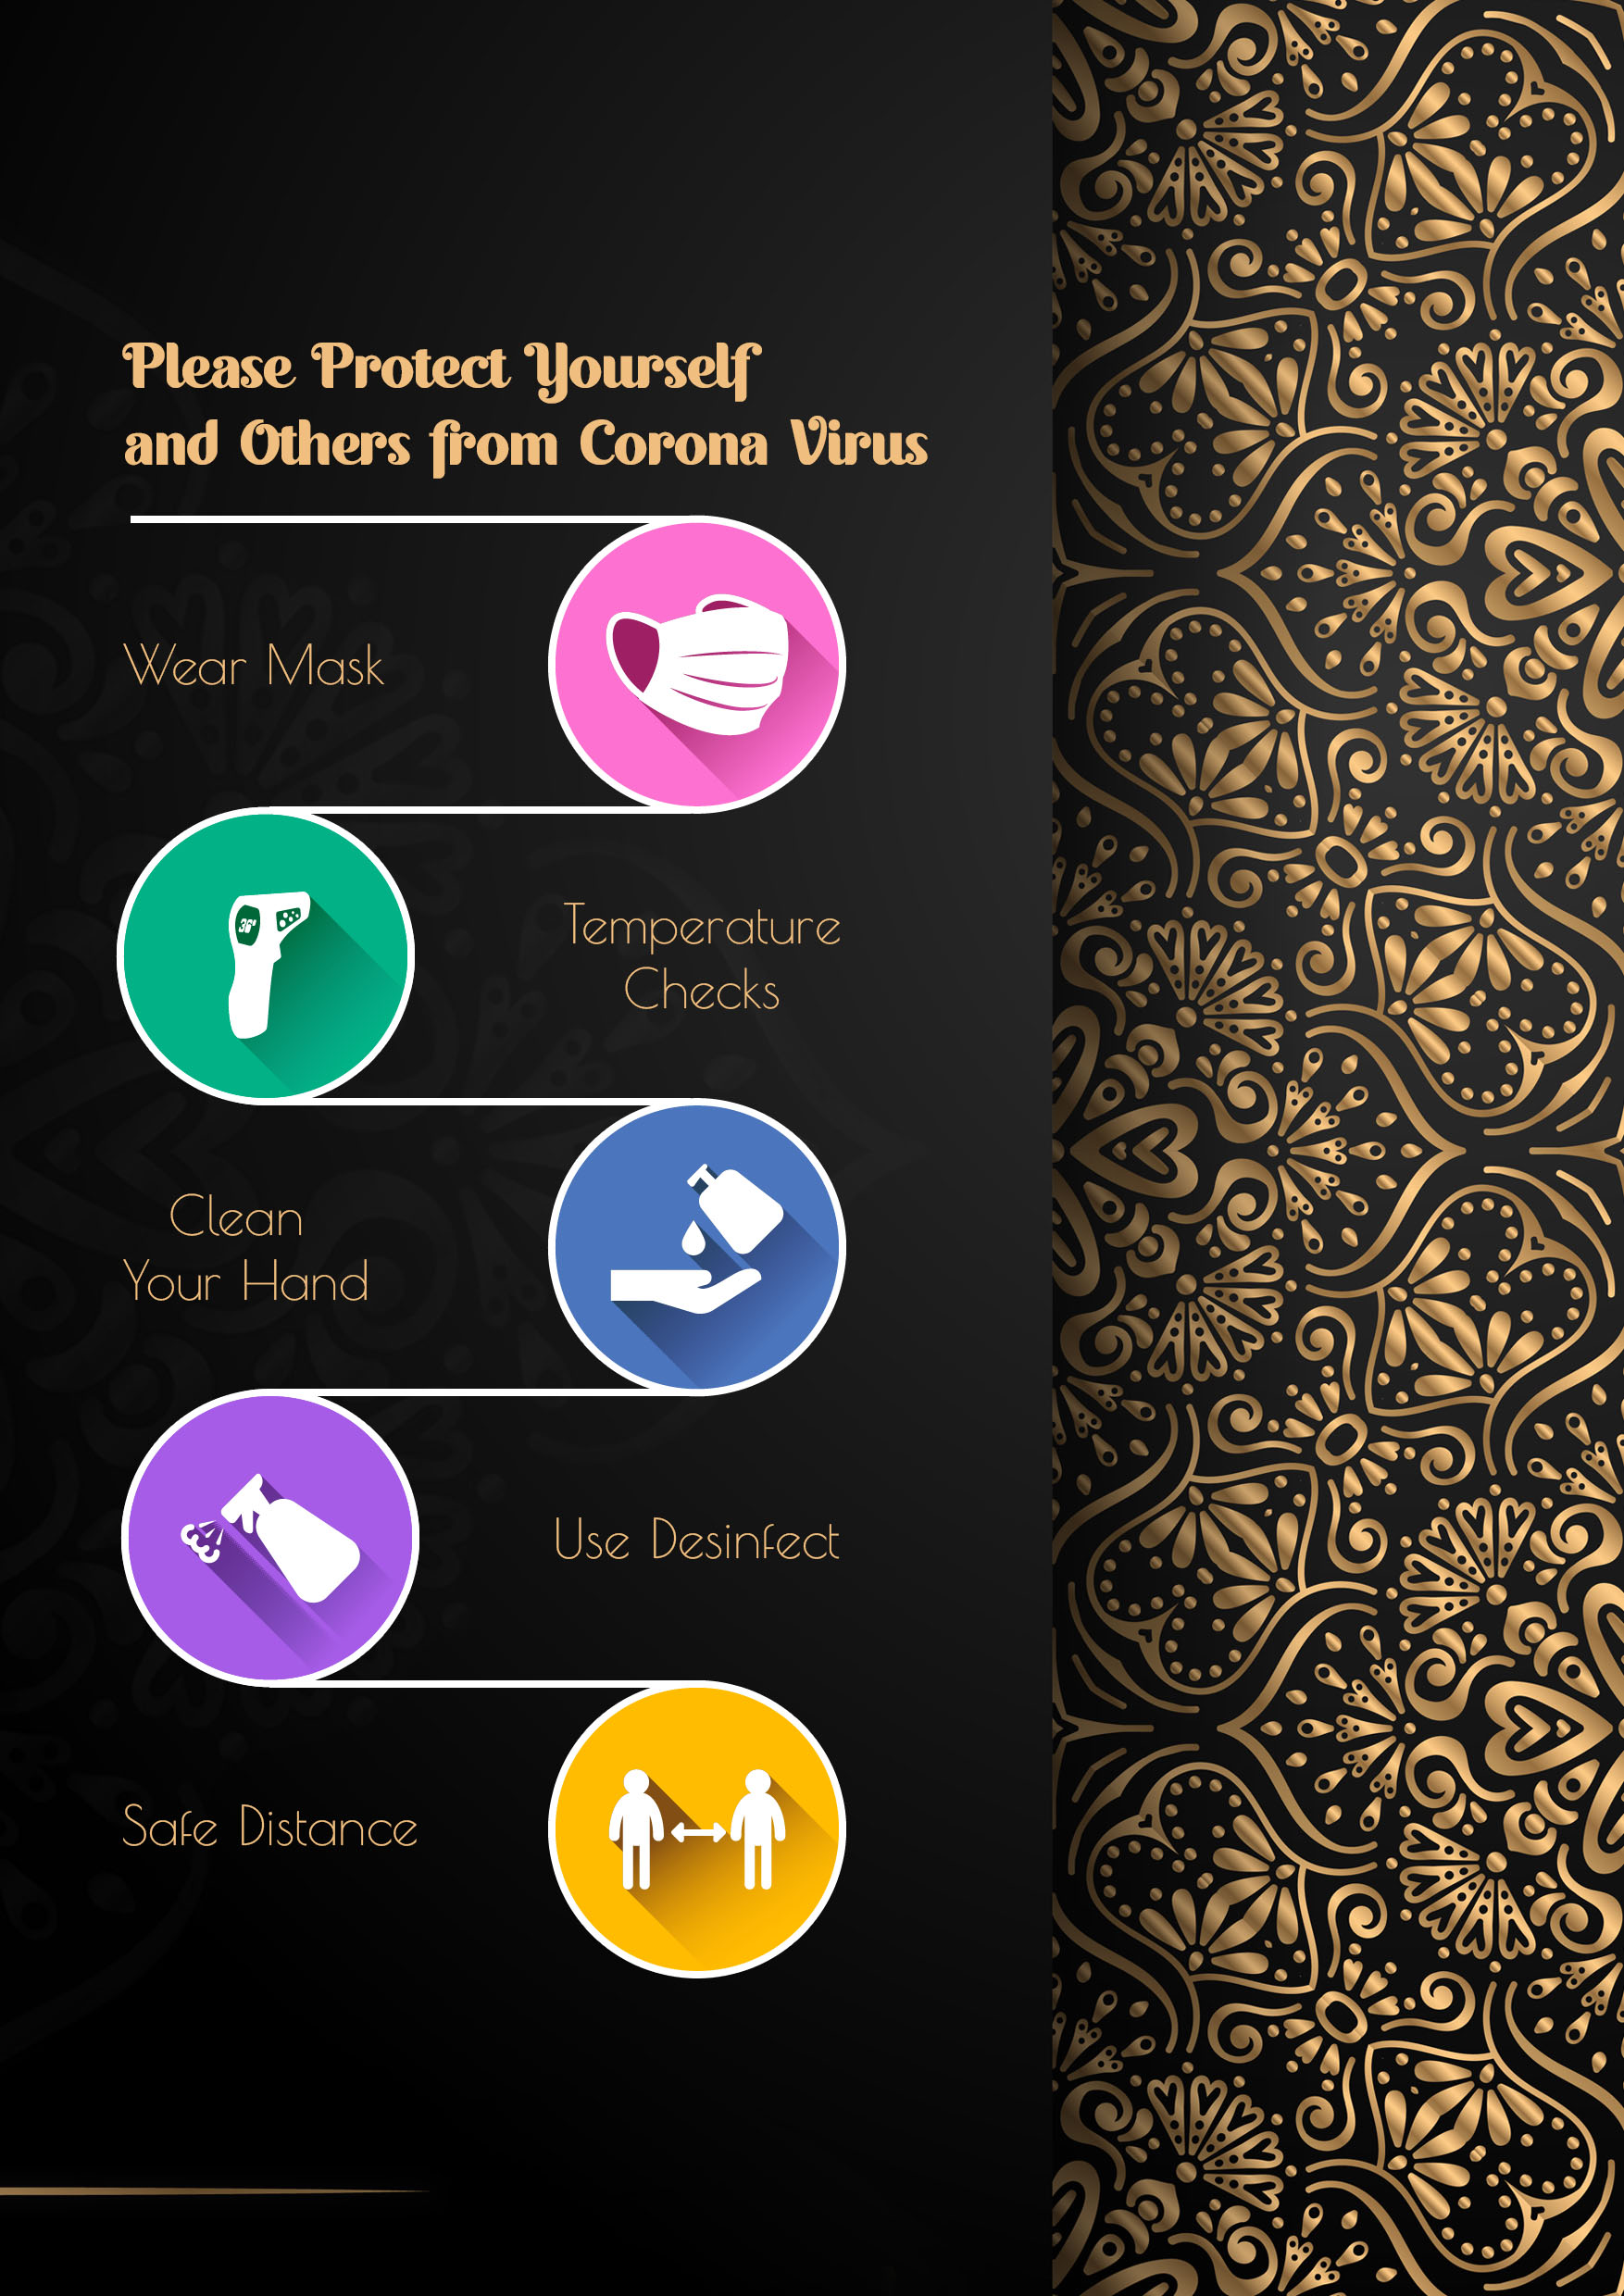 Please Protect Yourself
and Others from Corona Virus
Wear Mask
36°
Temperature
Checks
Clean
Your Hand
Use Desinfect
Safe Distance